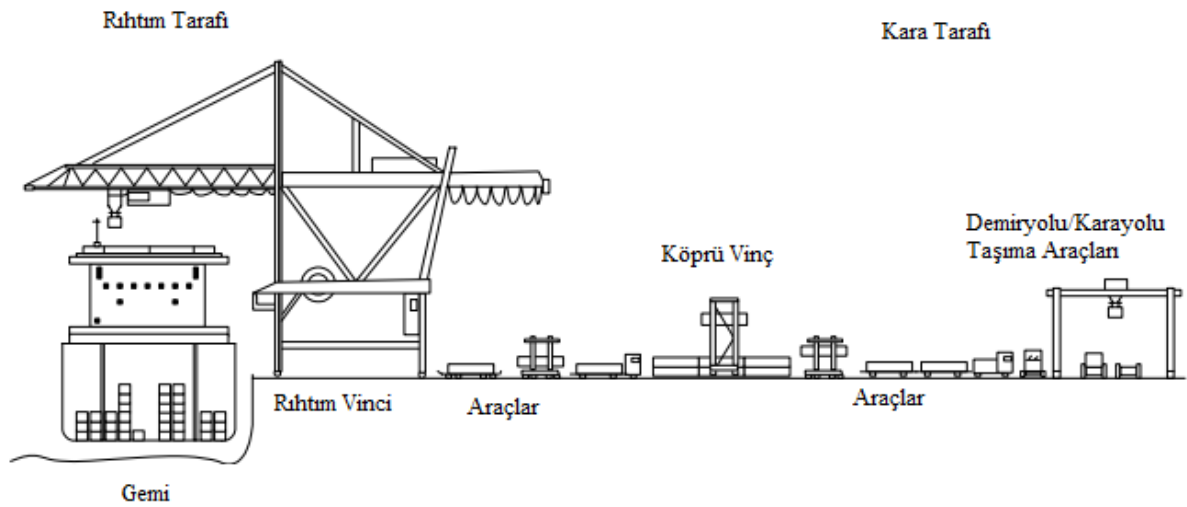 Rıhtım Tarafı
Kara Tarafı
Demiryolu/Karayolu
Taşıma Araçları
Köprü Vinç
Rıhtım Vinci
Araçlar
Araçlar
Gemi